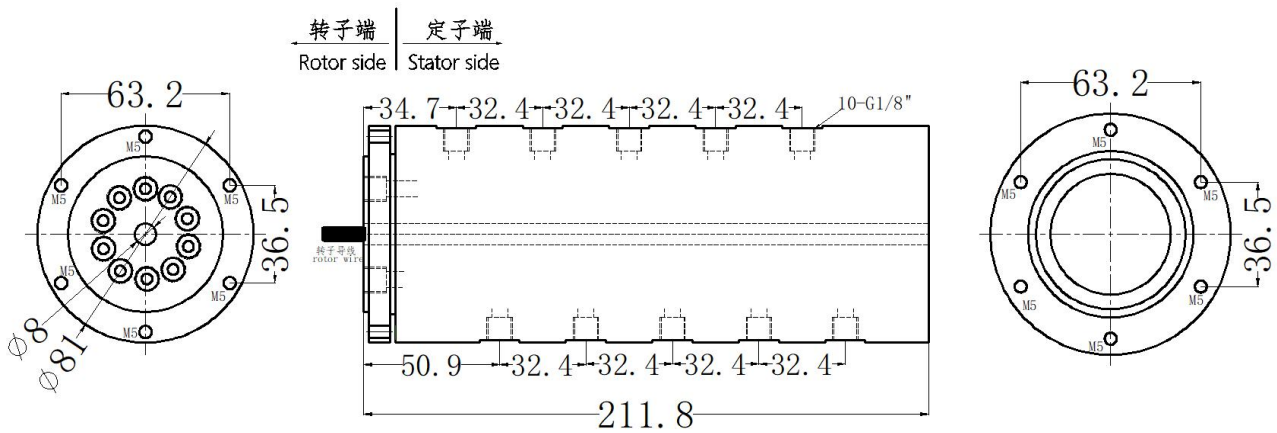 转子端 定子端
Rotor side Stator side
63.2
M5
M5
M5
M5
M5
M5
36.5
Ø8
Ø81
34.7 32.4 32.4 32.4 32.4 10-G1/8"
转子导线
rotor wire
50.9 32.4 32.4 32.4 32.4
211.8
63.2
M5
M5
M5
M5
M5
M5
36.5